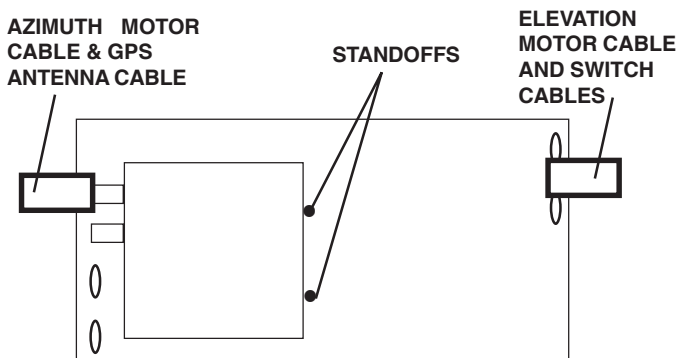 AZIMUTH MOTOR
CABLE & GPS
ANTENNA CABLE
STANDOFFS
ELEVATION
MOTOR CABLE
AND SWITCH
CABLES